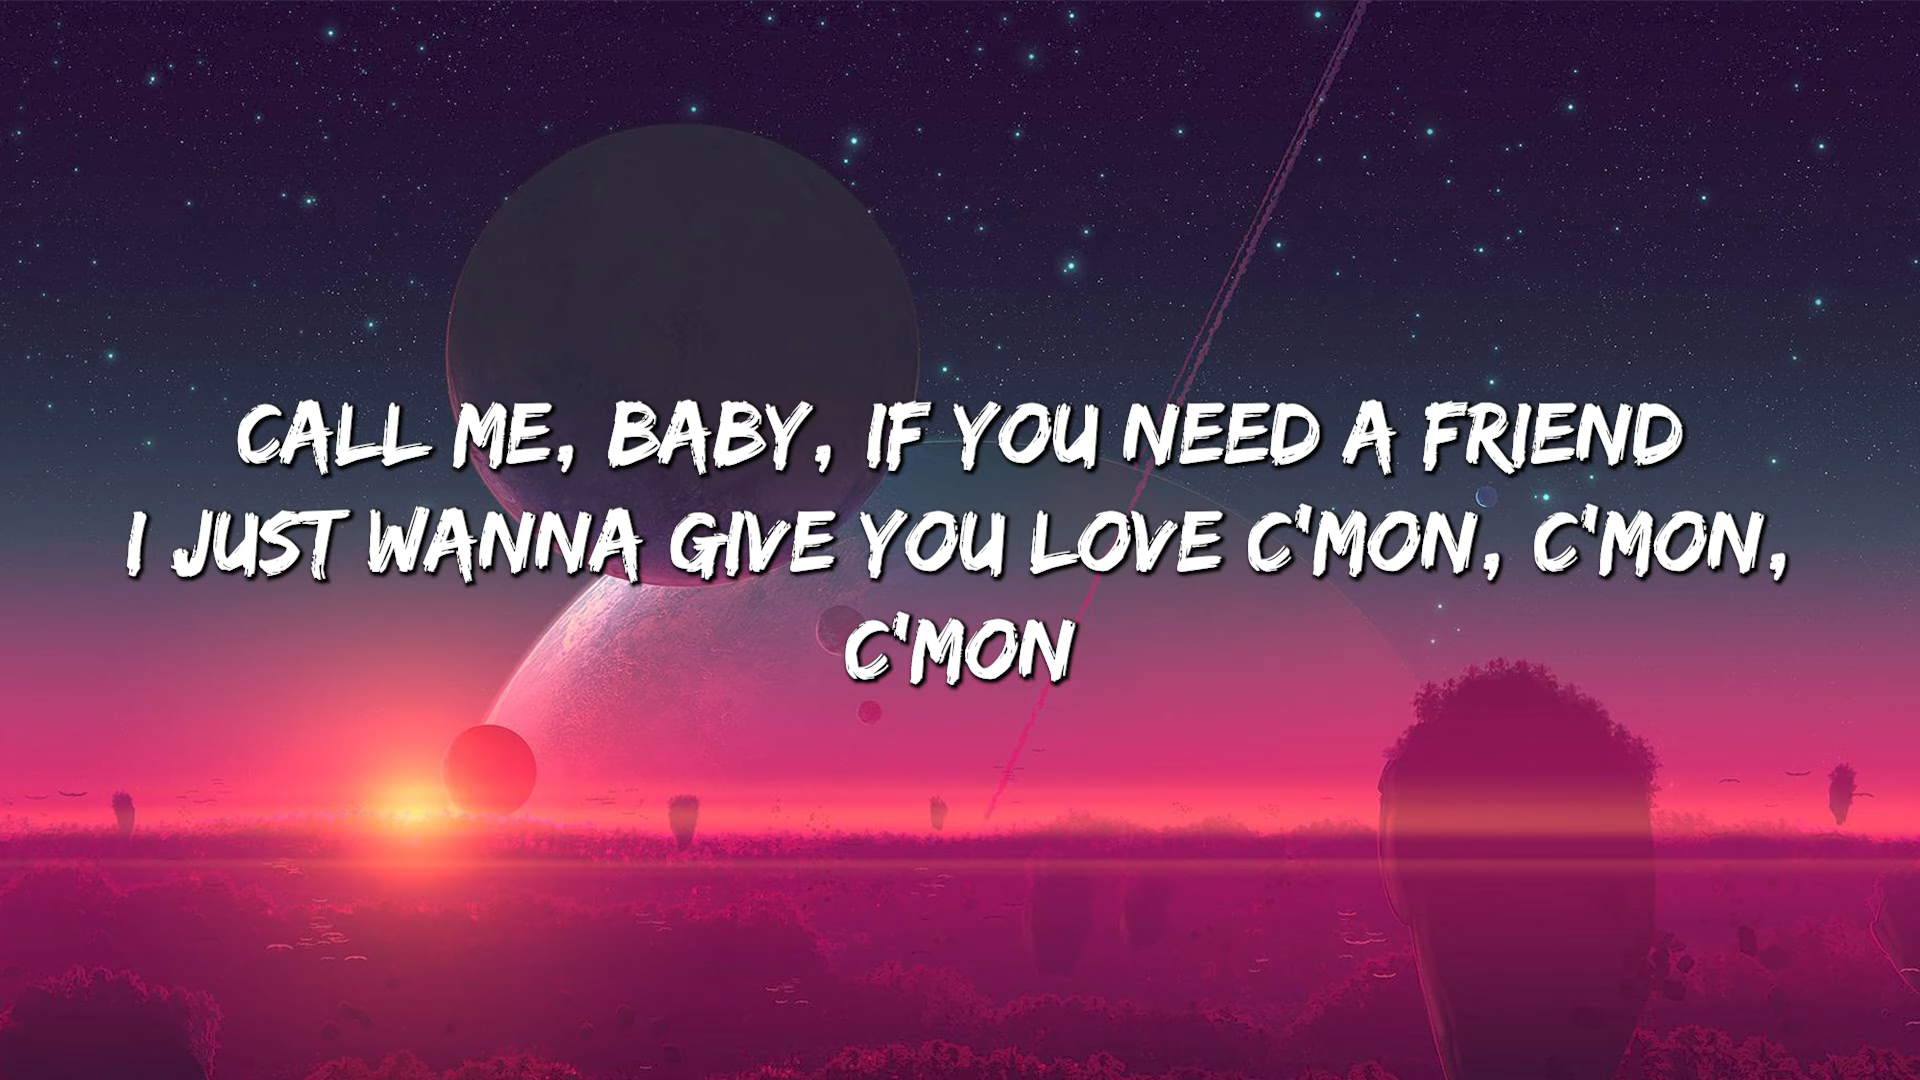 CALL ME, BABY, IF YOU NEED A FRIEND
I JUST WANNA GIVE YOU LOVE C'MON, C'MON,
C'MON